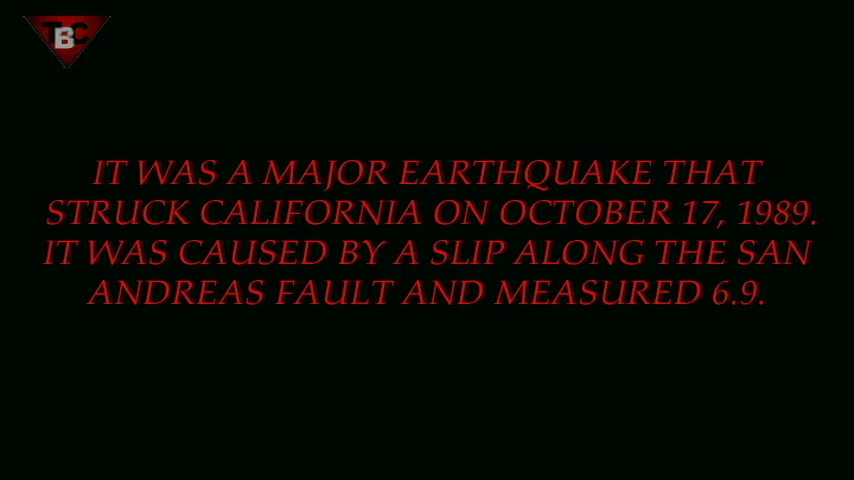 TBC
IT WAS A MAJOR EARTHQUAKE THAT
STRUCK CALIFORNIA ON OCTOBER 17, 1989.
IT WAS CAUSED BY A SLIP ALONG THE SAN
ANDREAS FAULT AND MEASURED 6.9.